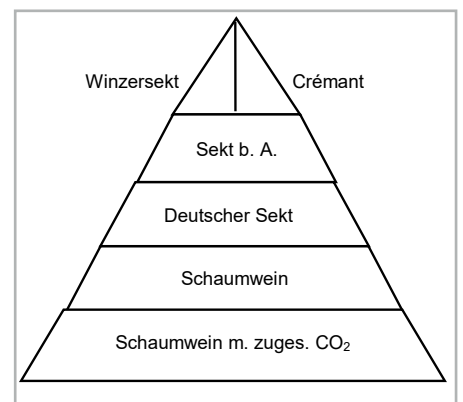 Winzersekt Crémant
Sekt b. A.
Deutscher Sekt
Schaumwein
Schaumwein m. zuges. CO₂